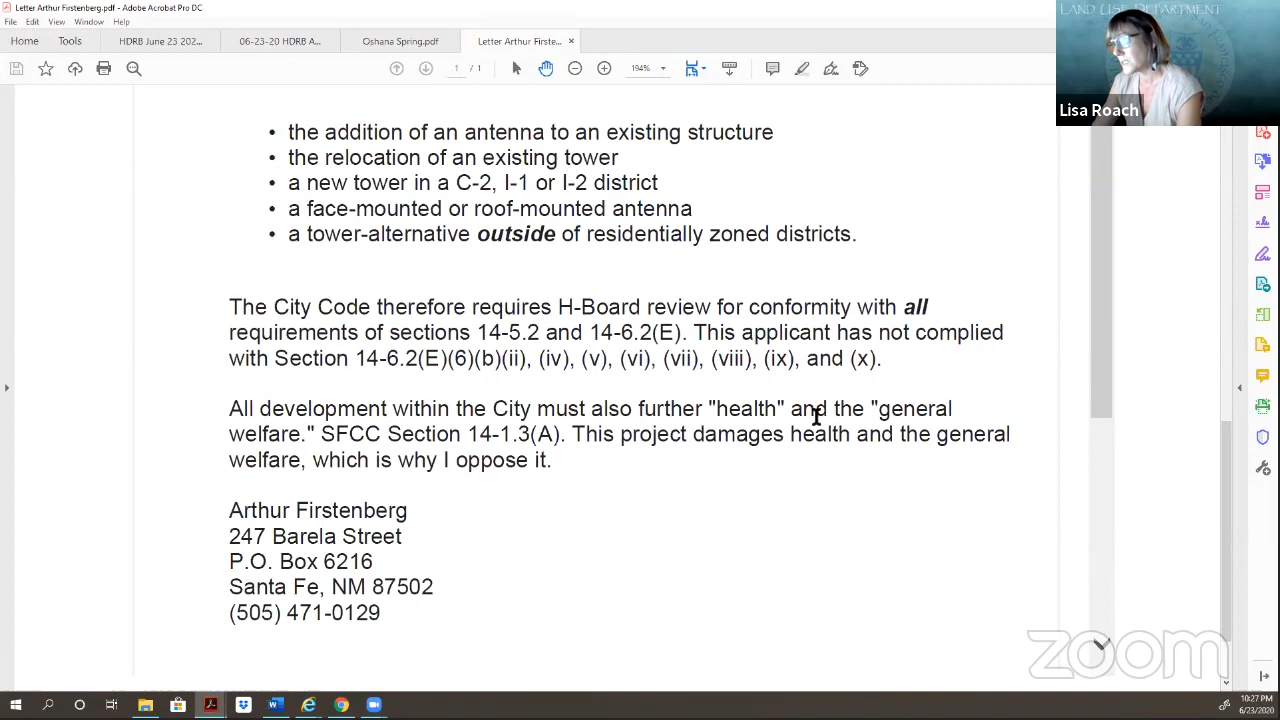 Letter Arthur Firstenberg.pdf - Adobe Acrobat Pro DC
File Edit View Window Help
Home Tools HDRB June 23 202... 06-23-20 HDRB A... Oshana Spring.pdf Letter Arthur Firste... ×
1 / 1 194%
LAND USE DEPARTMENT
Lisa Roach
• the addition of an antenna to an existing structure
• the relocation of an existing tower
• a new tower in a C-2, I-1 or I-2 district
• a face-mounted or roof-mounted antenna
• a tower-alternative outside of residentially zoned districts.
The City Code therefore requires H-Board review for conformity with all
requirements of sections 14-5.2 and 14-6.2(E). This applicant has not complied
with Section 14-6.2(E)(6)(b)(ii), (iv), (v), (vi), (vii), (viii), (ix), and (x).
All development within the City must also further "health" and the "general
welfare." SFCC Section 14-1.3(A). This project damages health and the general
welfare, which is why I oppose it.
Arthur Firstenberg
247 Barela Street
P.O. Box 6216
Santa Fe, NM 87502
(505) 471-0129
zoom
10:27 PM
6/23/2020